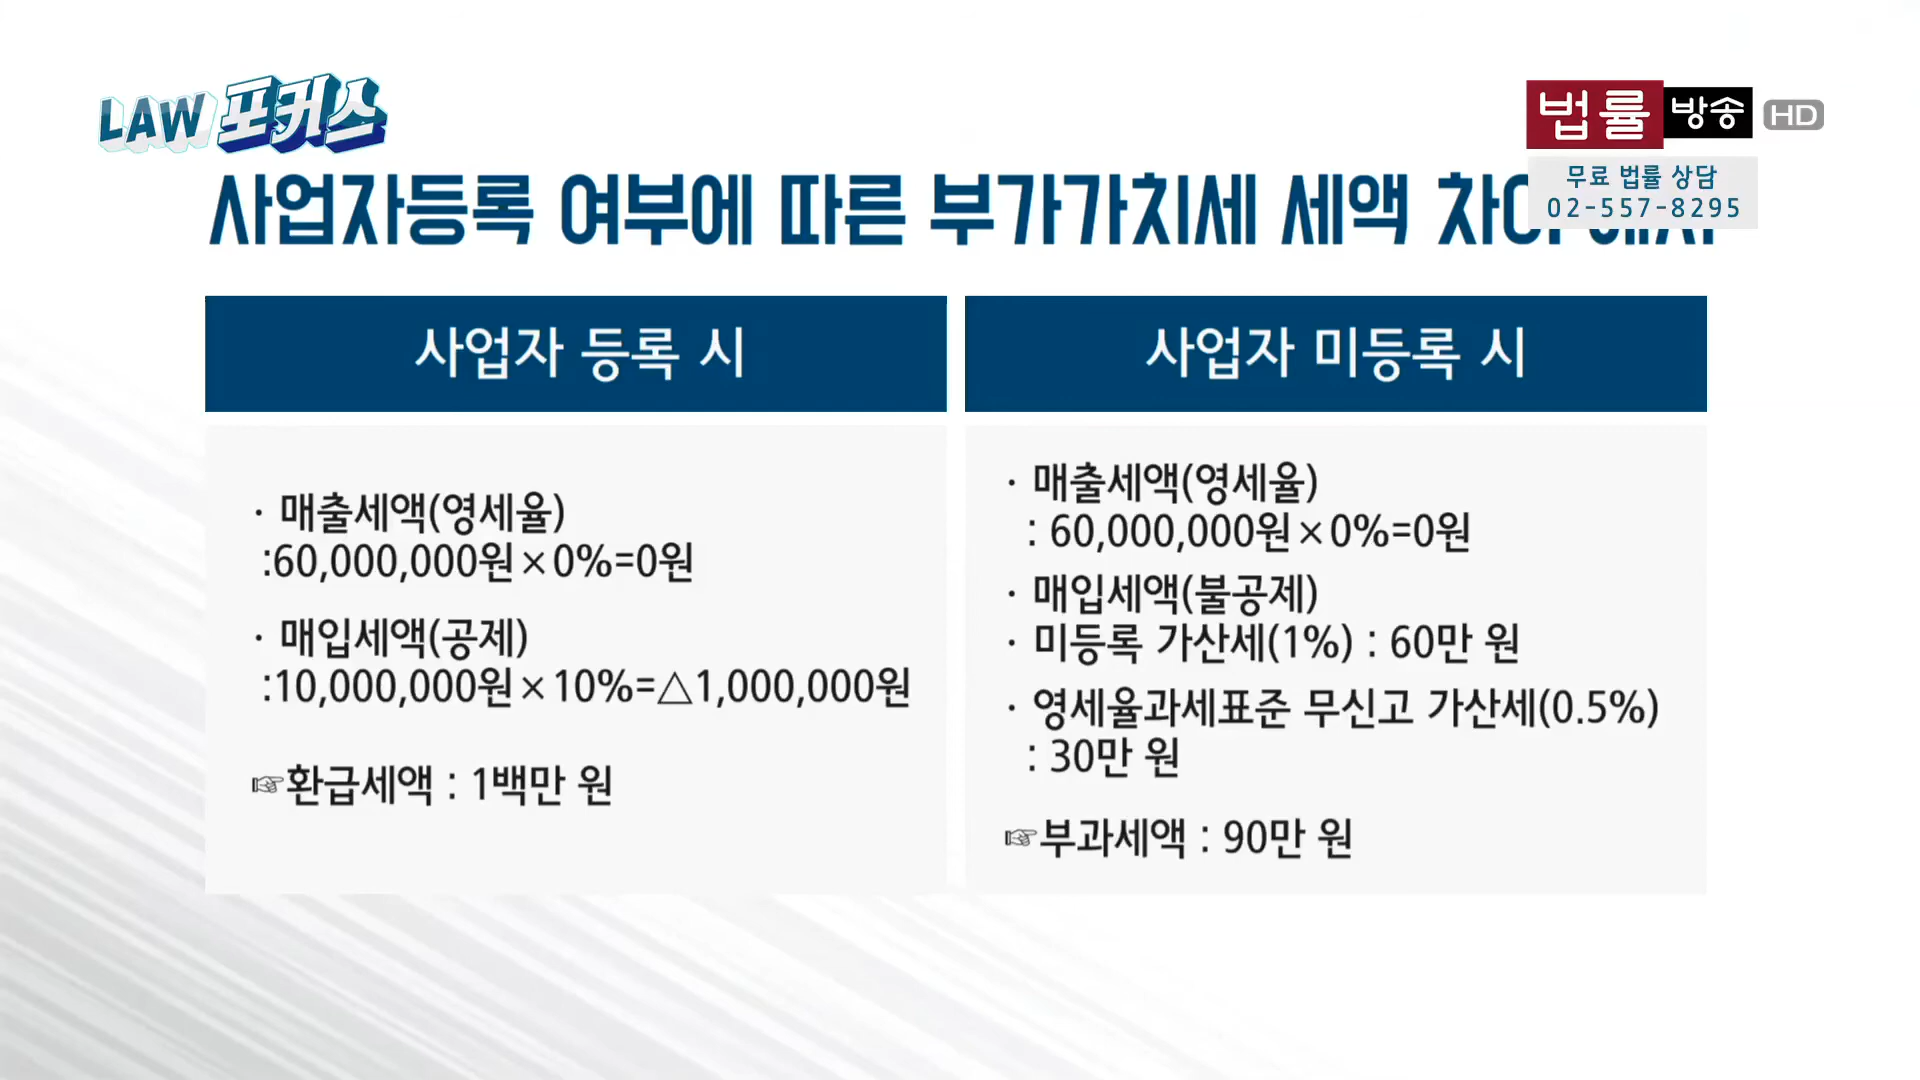 LAW 포커스
법률방송 HD
무료 법률 상담
02-557-8295
사업자등록 여부에 따른 부가가치세 세액
사업자 등록 시
· 매출세액(영세율)
:60,000,000원×0%=0원
· 매입세액(공제)
:10,000,000원×10%=△1,000,000원
☞환급세액 : 1백만 원
사업자 미등록 시
· 매출세액(영세율)
: 60,000,000원×0%=0원
· 매입세액(불공제)
· 미등록 가산세(1%) : 60만 원
· 영세율과세표준 무신고 가산세(0.5%)
: 30만 원
☞부과세액 : 90만 원